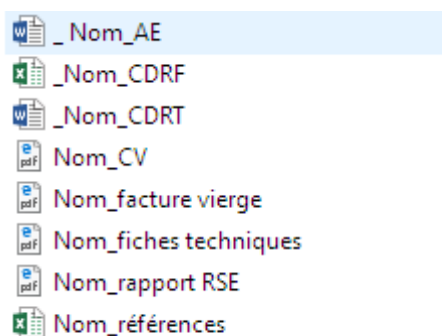 _ Nom_AE
_Nom_CDRF
_Nom_CDRT
Nom_CV
Nom_facture vierge
Nom_fiches techniques
Nom_rapport RSE
Nom_références